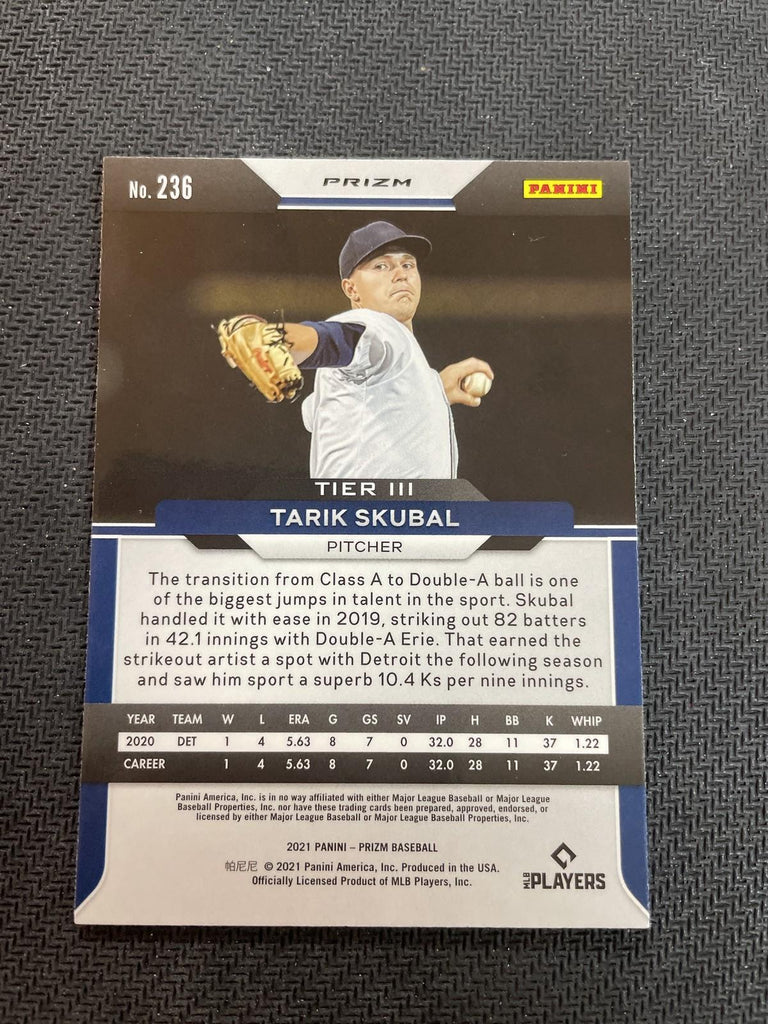 No. 236
PRIZM
PANINI
TIER III
TARIK SKUBAL
PITCHER
The transition from Class A to Double-A ball is one
of the biggest jumps in talent in the sport. Skubal
handled it with ease in 2019, striking out 82 batters
in 42.1 innings with Double-A Erie. That earned the
strikeout artist a spot with Detroit the following season
and saw him sport a superb 10.4 Ks per nine innings.
YEAR TEAM W L ERA G GS SV IP H BB K WHIP
2020 DET 1 4 5.63 8 7 0 32.0 28 11 37 1.22
CAREER 1 4 5.63 8 7 0 32.0 28 11 37 1.22
Panini America, Inc. is in no way affiliated with either Major League Baseball or Major League
Baseball Properties, Inc. nor have these trading cards been prepared, approved, endorsed, or
licensed by either Major League Baseball or Major League Baseball Properties, Inc.
2021 PANINI – PRIZM BASEBALL
帕尼尼 © 2021 Panini America, Inc. Produced in the USA.
Officially Licensed Product of MLB Players, Inc.
MLB PLAYERS